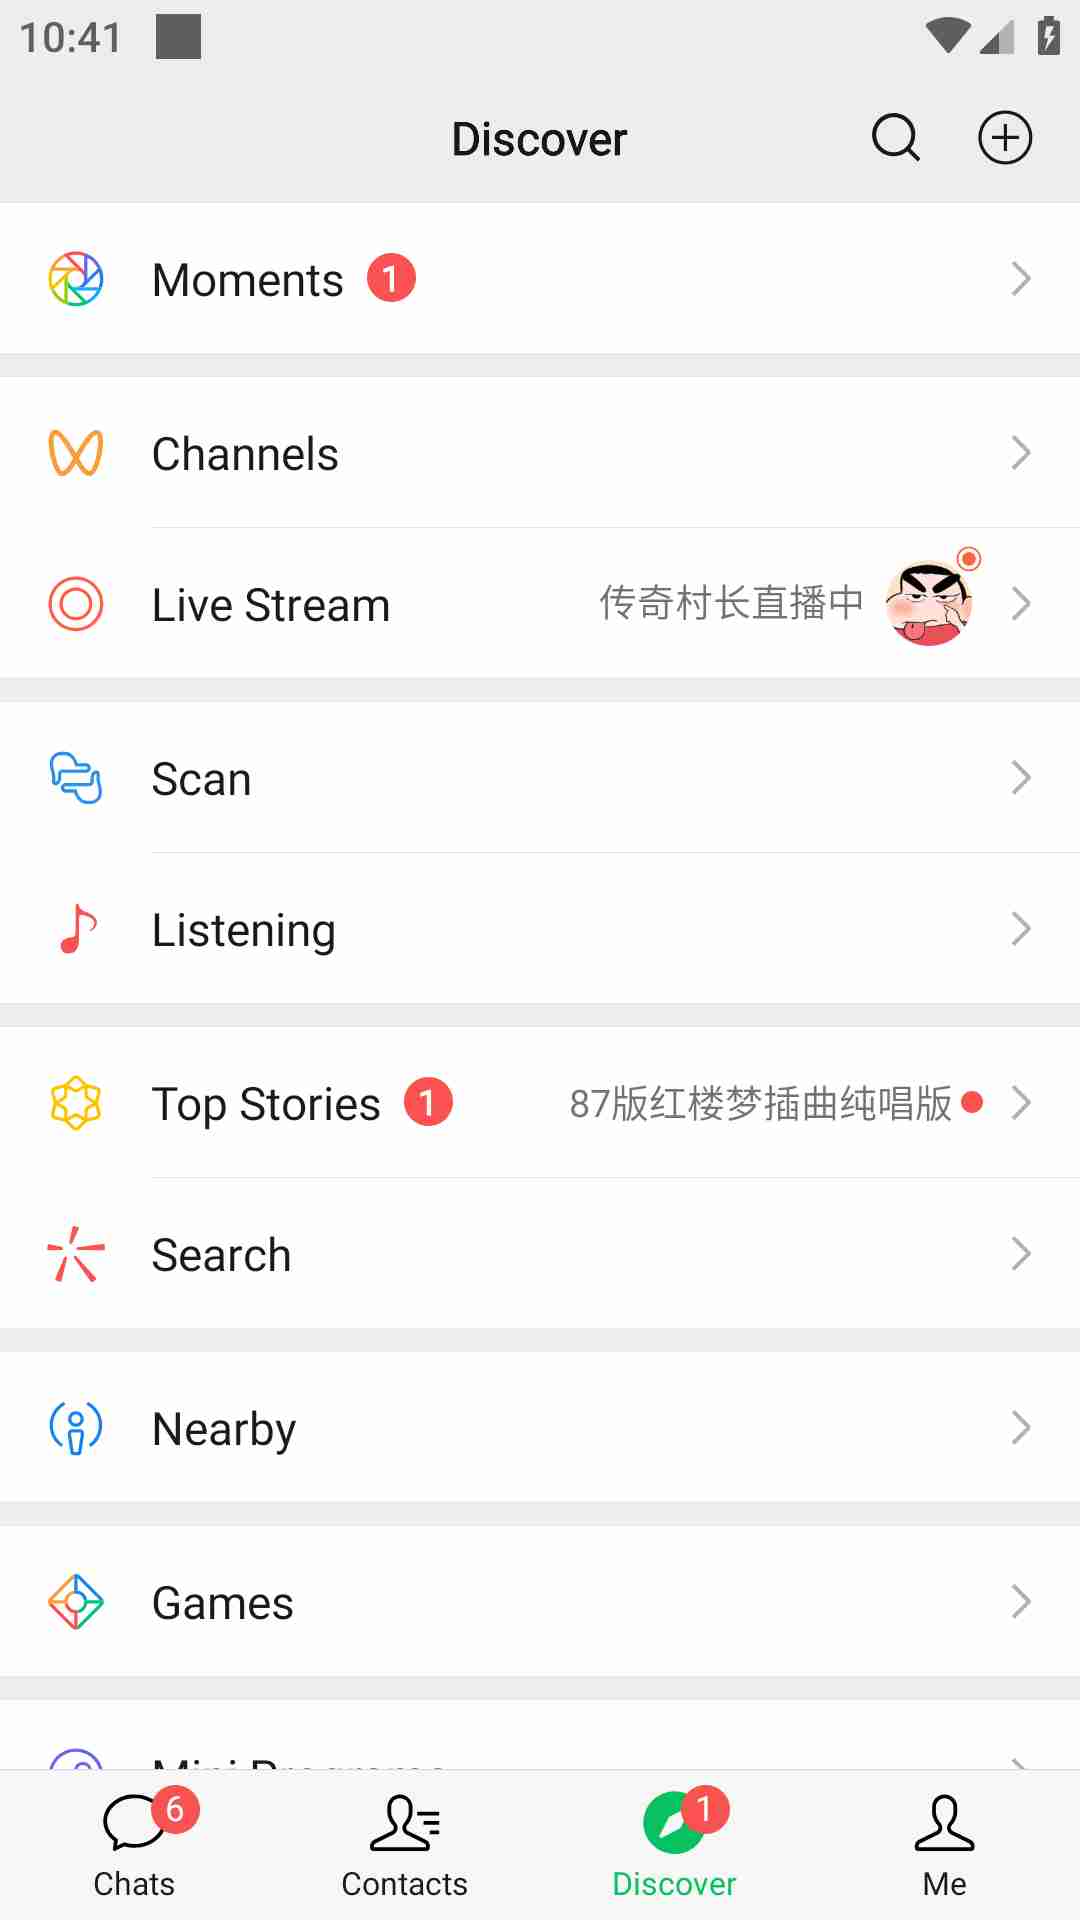 10:41
Discover
Moments 1
Channels
Live Stream 传奇村长直播中
Scan
Listening
Top Stories 1 87版红楼梦插曲纯唱版
Search
Nearby
Games
6 1
Chats Contacts Discover Me